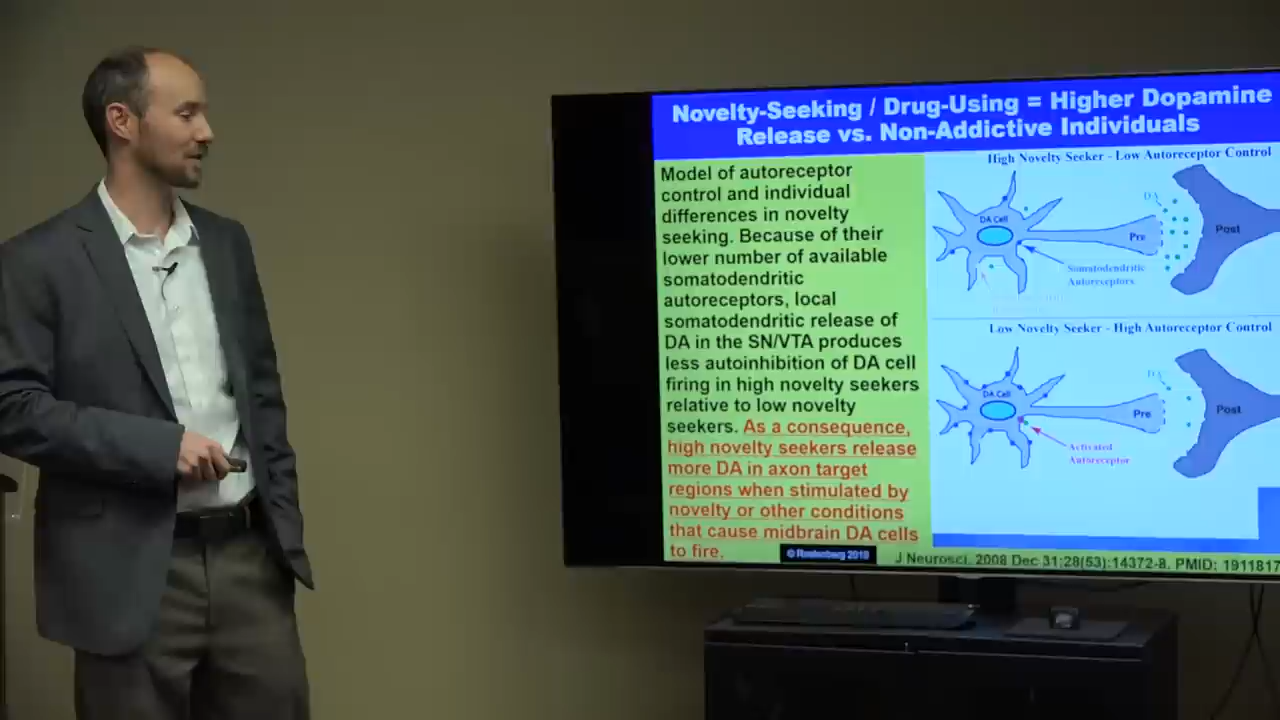 Novelty-Seeking / Drug-Using = Higher Dopamine
Release vs. Non-Addictive Individuals
Model of autoreceptor
control and individual
differences in novelty
seeking. Because of their
lower number of available
somatodendritic
autoreceptors, local
somatodendritic release of
DA in the SN/VTA produces
less autoinhibition of DA cell
firing in high novelty seekers
relative to low novelty
seekers. As a consequence,
high novelty seekers release
more DA in axon target
regions when stimulated by
novelty or other conditions
that cause midbrain DA cells
to fire.
High Novelty Seeker - Low Autoreceptor Control
DA
DA Cell
Pre
Post
Somatodendritic
Autoreceptors
Low Novelty Seeker - High Autoreceptor Control
DA
DA Cell
Pre
Post
Activated
Autoreceptor
J Neurosci. 2008 Dec 31;28(53):14372-8. PMID: 1911817